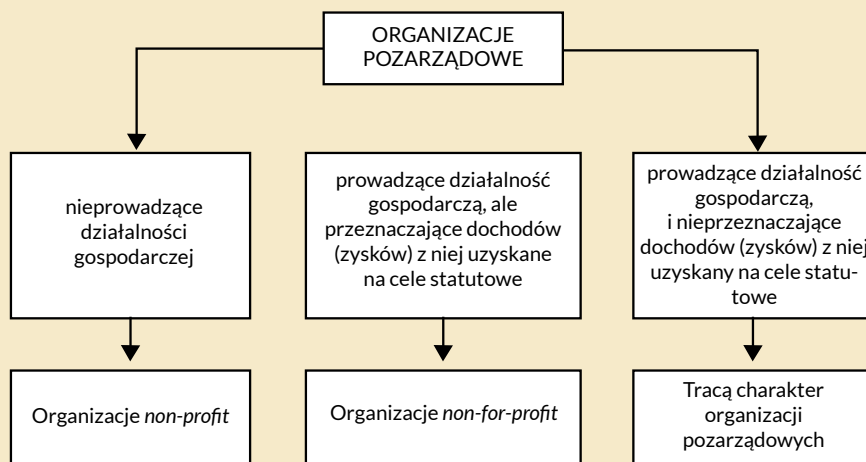 ORGANIZACJE
POZARZĄDOWE
nieprowadzące
działalności
gospodarczej
prowadzące działalność
gospodarczą, ale
przeznaczające dochodów
(zysków) z niej uzyskane
na cele statutowe
prowadzące działalność
gospodarczą,
i nieprzeznaczające
dochodów (zysków) z niej
uzyskany na cele statu-
towe
Organizacje non-profit
Organizacje non-for-profit
Tracą charakter
organizacji
pozarządowych